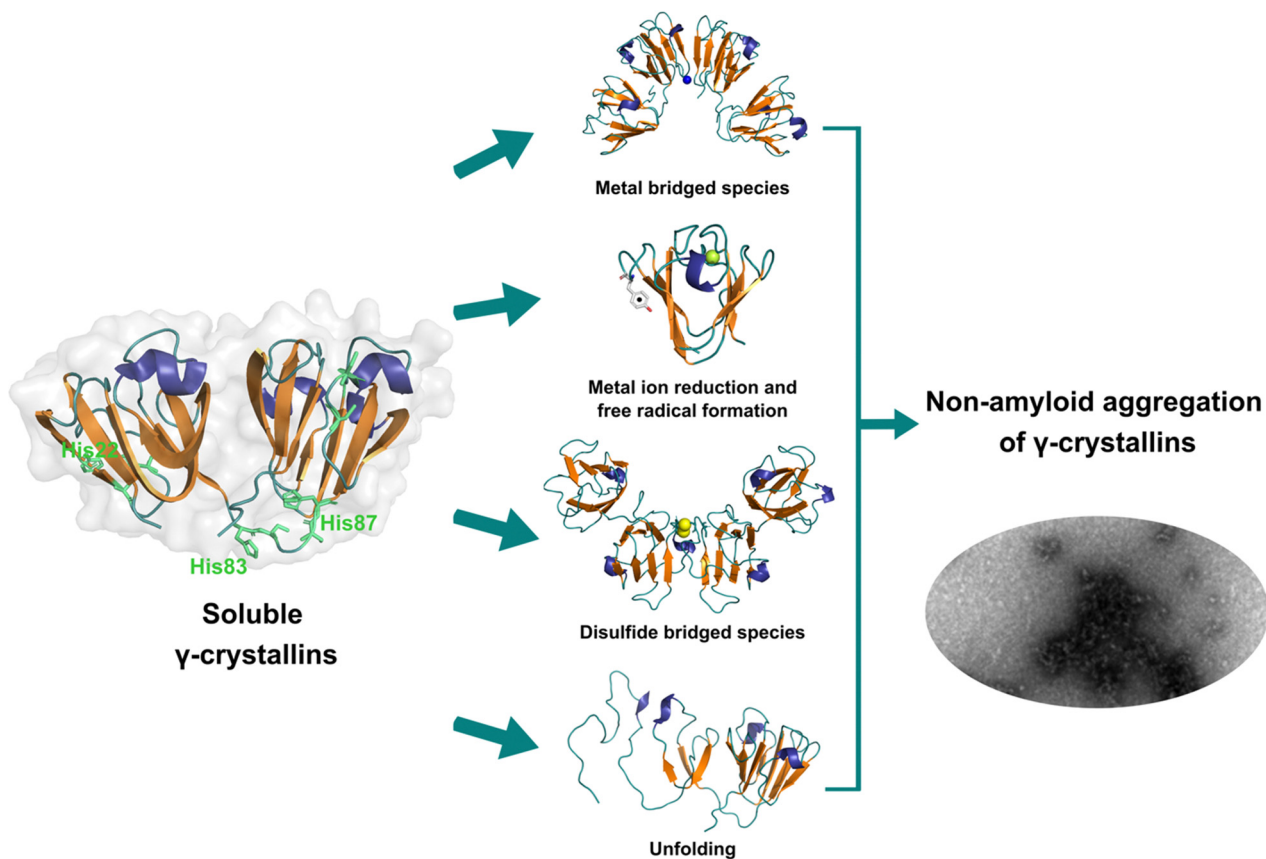 His22
His87
His83
Soluble
γ-crystallins
Metal bridged species
Metal ion reduction and
free radical formation
Disulfide bridged species
Unfolding
Non-amyloid aggregation
of γ-crystallins